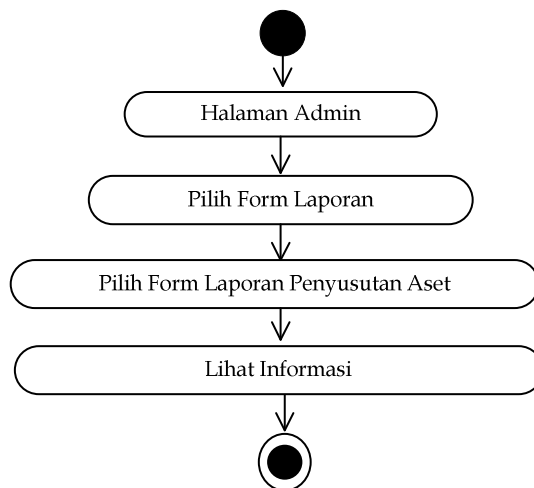 Halaman Admin
Pilih Form Laporan
Pilih Form Laporan Penyusutan Aset
Lihat Informasi